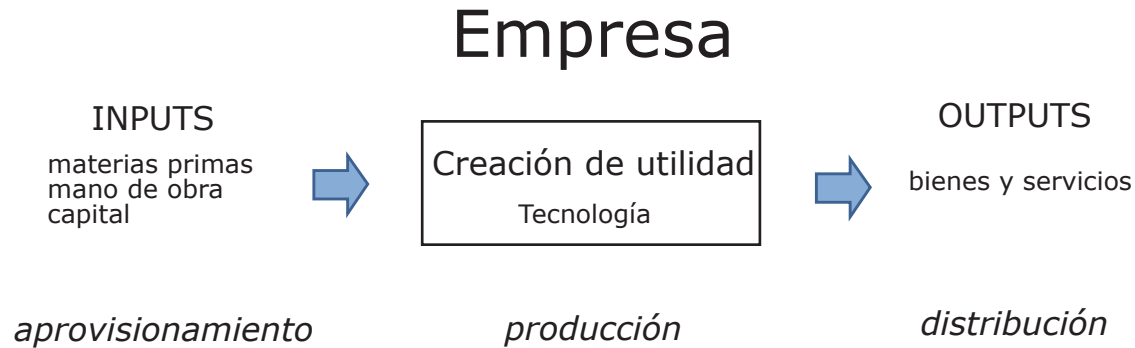 Empresa
INPUTS
materias primas
mano de obra
capital
Creación de utilidad
Tecnología
OUTPUTS
bienes y servicios
aprovisionamiento
producción
distribución